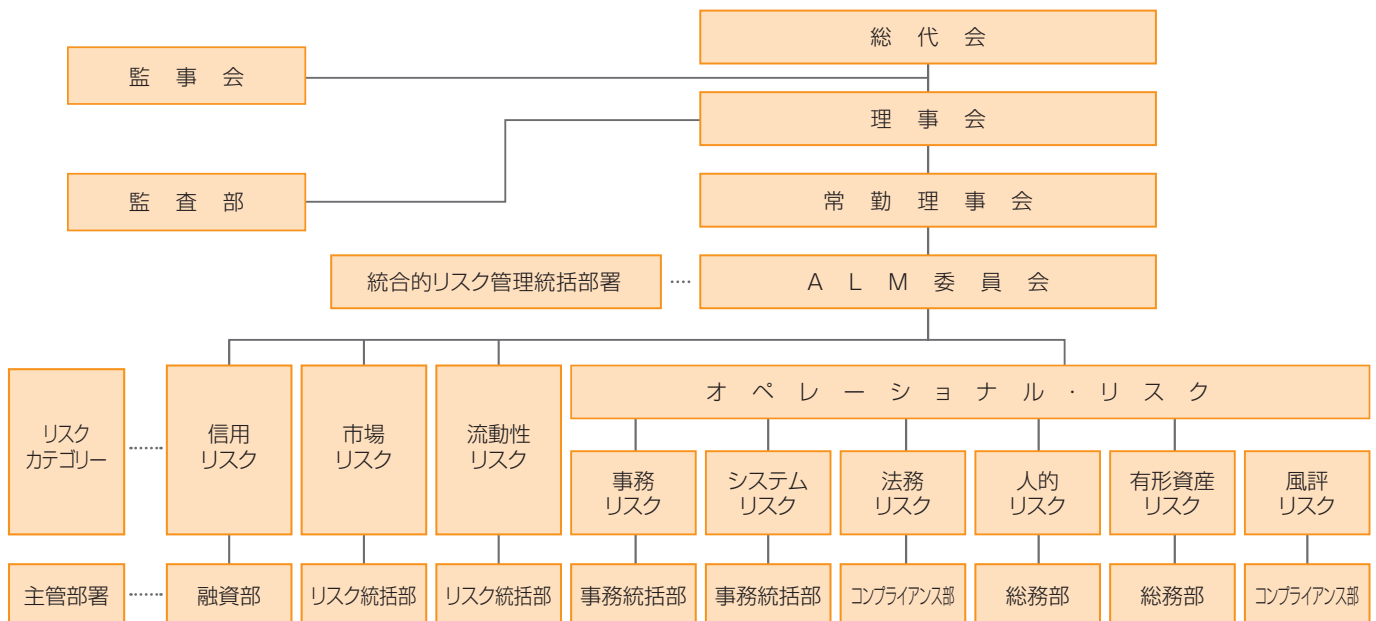 総代会
監事会
理事会
監査部
常勤理事会
統合的リスク管理統括部署
ALM委員会
リスク
カテゴリー
信用
リスク
市場
リスク
流動性
リスク
オペレーショナル・リスク
事務
リスク
システム
リスク
法務
リスク
人的
リスク
有形資産
リスク
風評
リスク
主管部署
融資部
リスク統括部
リスク統括部
事務統括部
事務統括部
コンプライアンス部
総務部
総務部
コンプライアンス部